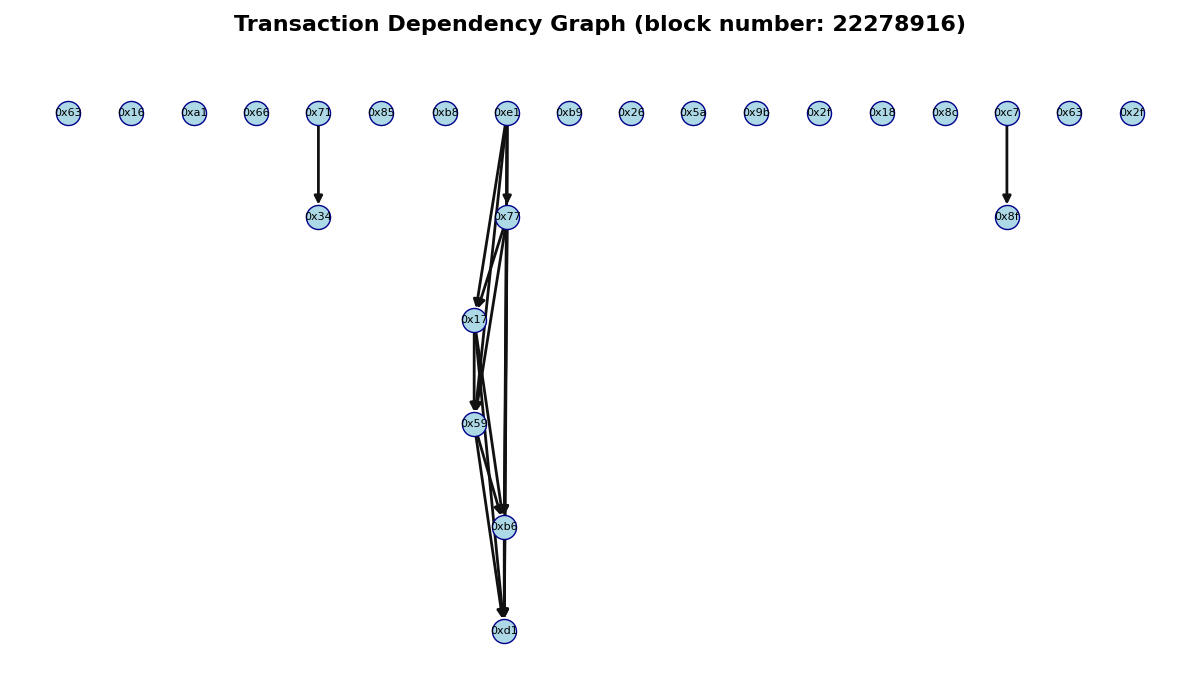 Transaction Dependency Graph (block number: 22278916)
0x63 0x16 0xa1 0x66 0x71 0x85 0xb8 0xe1 0xb9 0x26 0x5a 0x9b 0x2f 0x18 0x8c 0xc7 0x63 0x2f
0x34 0x77 0x8f
0x17
0x59
0xb6
0xd1